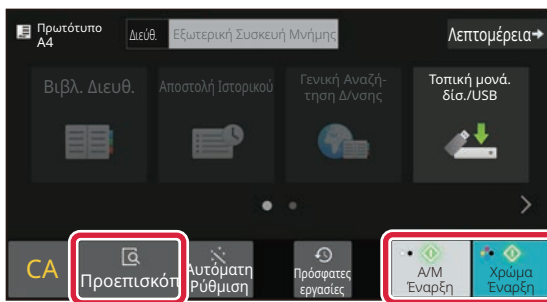 Πρωτότυπο
A4
Διεύθ.
Εξωτερική Συσκευή Μνήμης
Λεπτομέρεια
Βιβλ. Διευθ.
Αποστολή Ιστορικού
Γενική Αναζή-
τηση Δ/νσης
Τοπική μονά.
δίσ./USB
CA
Προεπισκόπ
Αυτόματη
Ρύθμιση
Πρόσφατες
εργασίες
Α/Μ
Έναρξη
Χρώμα
Έναρξη